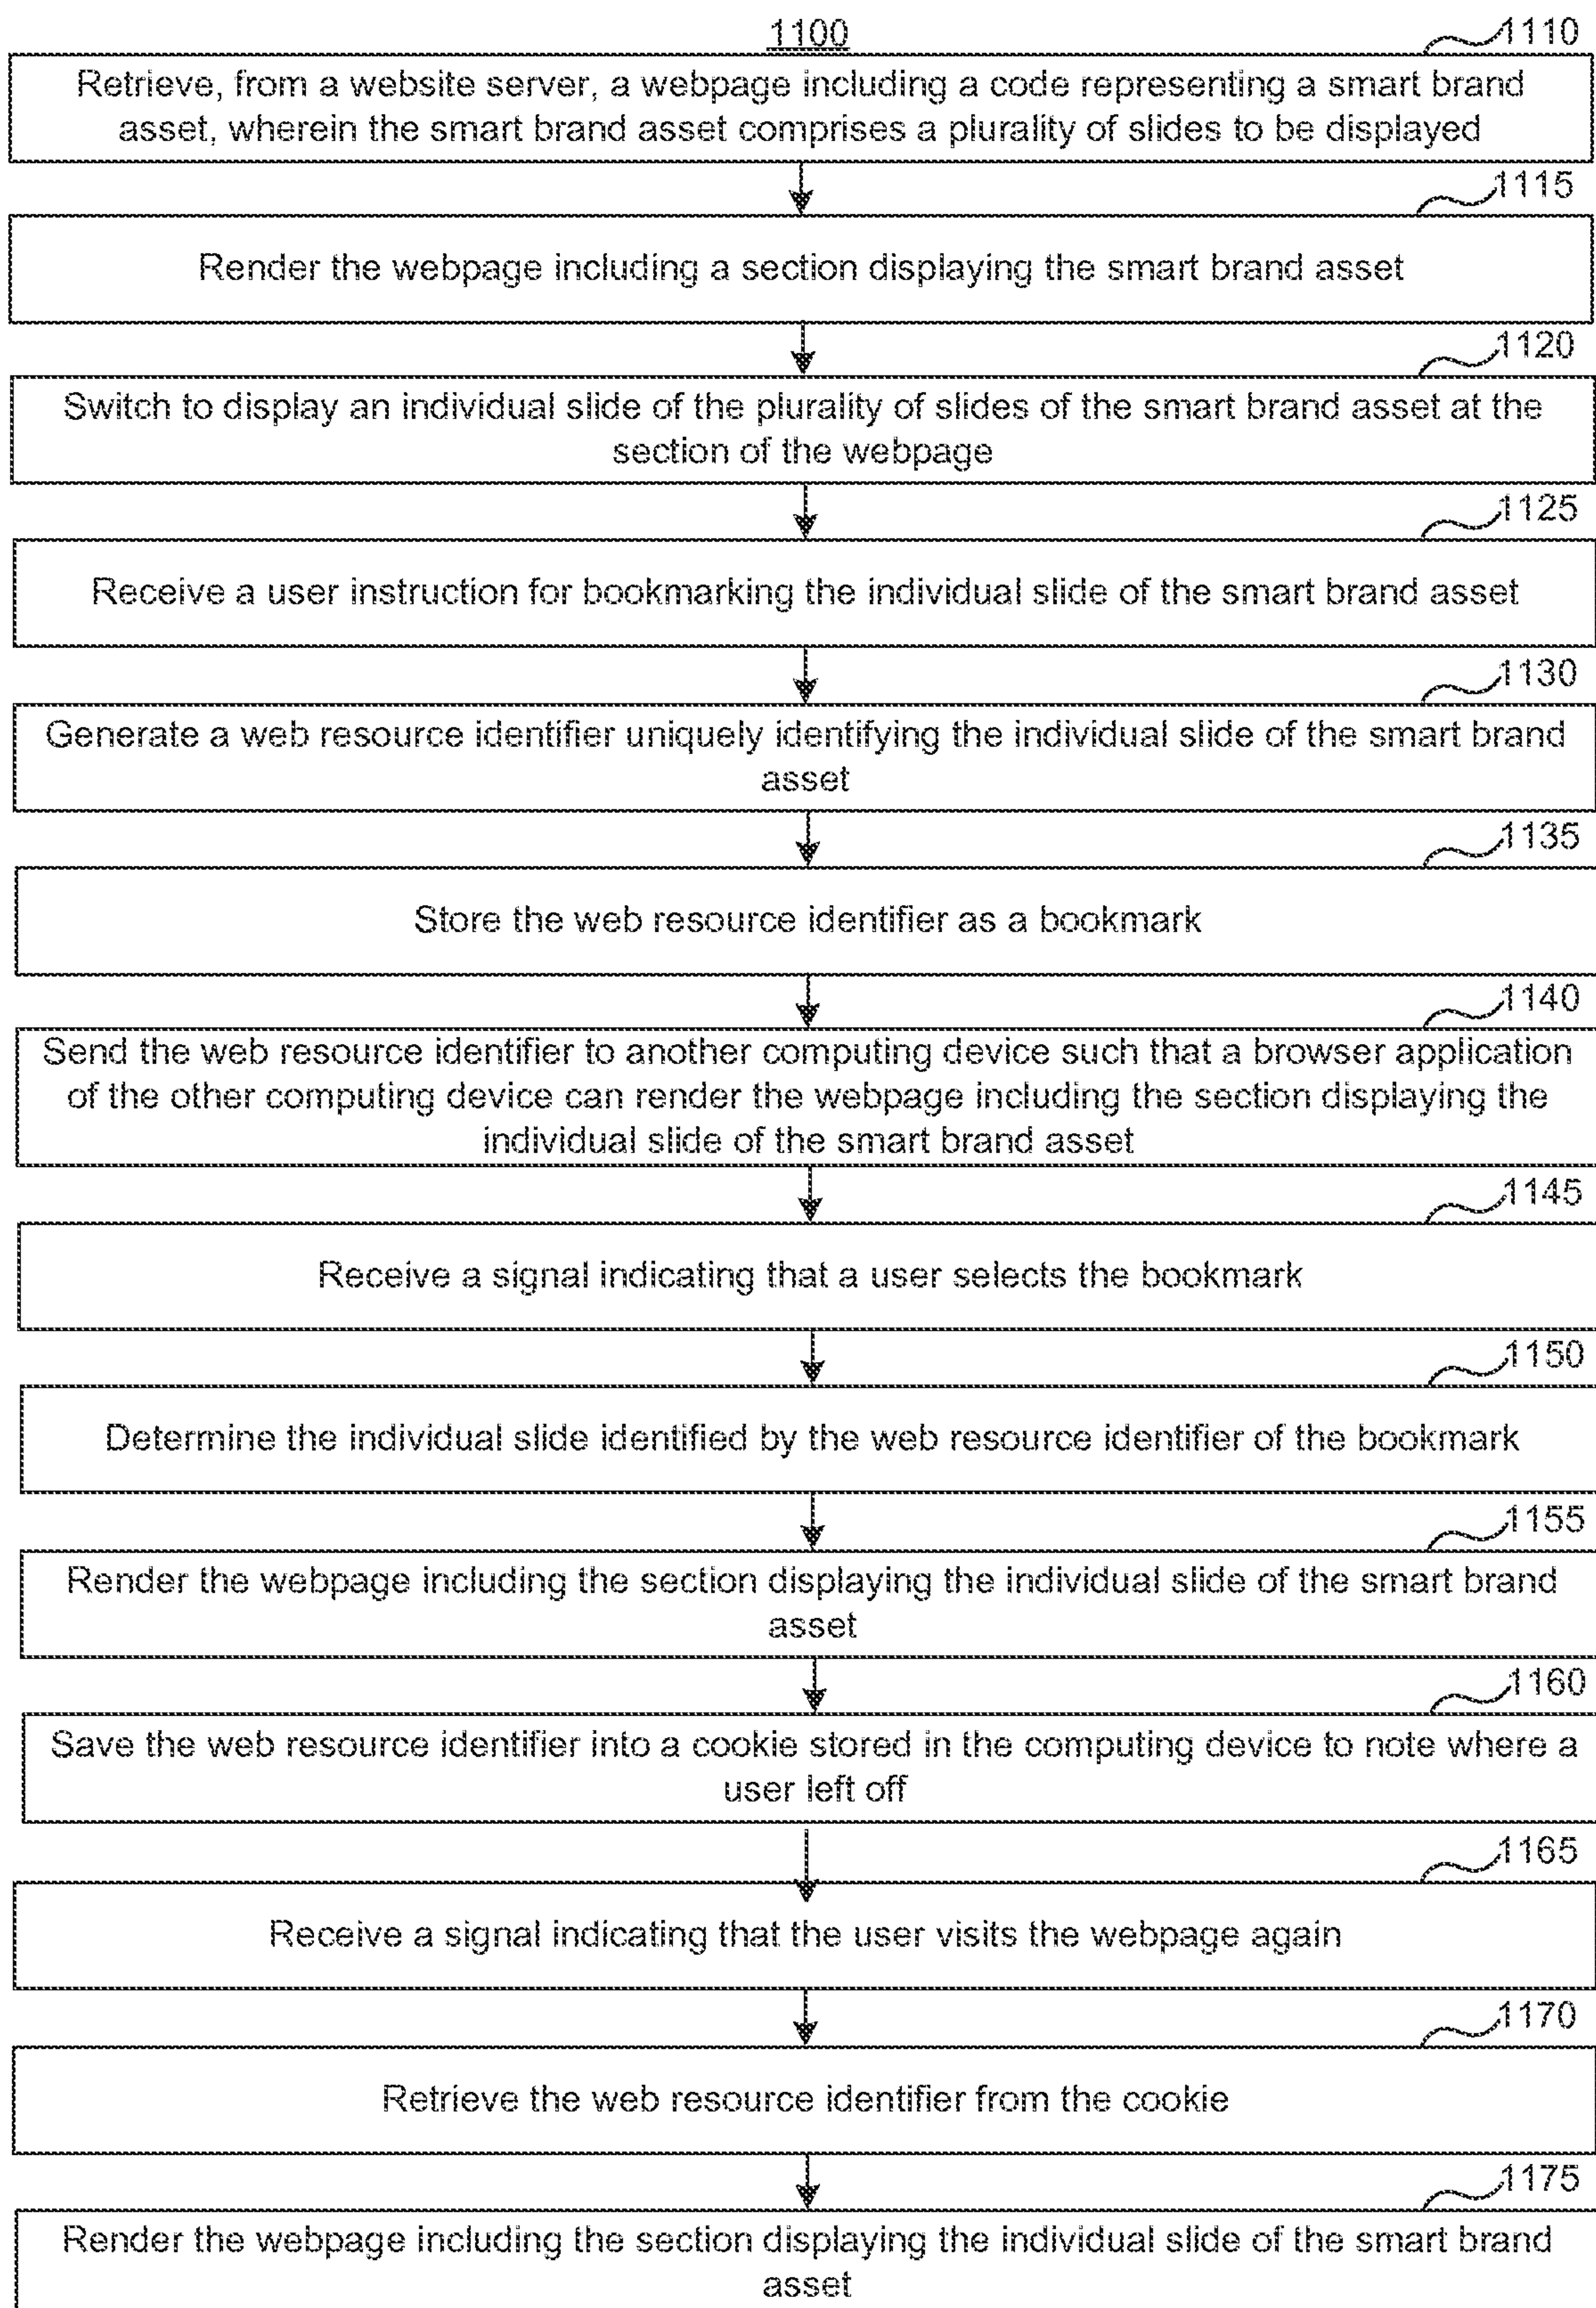 1100
1110
Retrieve, from a website server, a webpage including a code representing a smart brand
asset, wherein the smart brand asset comprises a plurality of slides to be displayed
1115
Render the webpage including a section displaying the smart brand asset
1120
Switch to display an individual slide of the plurality of slides of the smart brand asset at the
section of the webpage
1125
Receive a user instruction for bookmarking the individual slide of the smart brand asset
1130
Generate a web resource identifier uniquely identifying the individual slide of the smart brand
asset
1135
Store the web resource identifier as a bookmark
1140
Send the web resource identifier to another computing device such that a browser application
of the other computing device can render the webpage including the section displaying the
individual slide of the smart brand asset
1145
Receive a signal indicating that a user selects the bookmark
1150
Determine the individual slide identified by the web resource identifier of the bookmark
1155
Render the webpage including the section displaying the individual slide of the smart brand
asset
1160
Save the web resource identifier into a cookie stored in the computing device to note where a
user left off
1165
Receive a signal indicating that the user visits the webpage again
1170
Retrieve the web resource identifier from the cookie
1175
Render the webpage including the section displaying the individual slide of the smart brand
asset